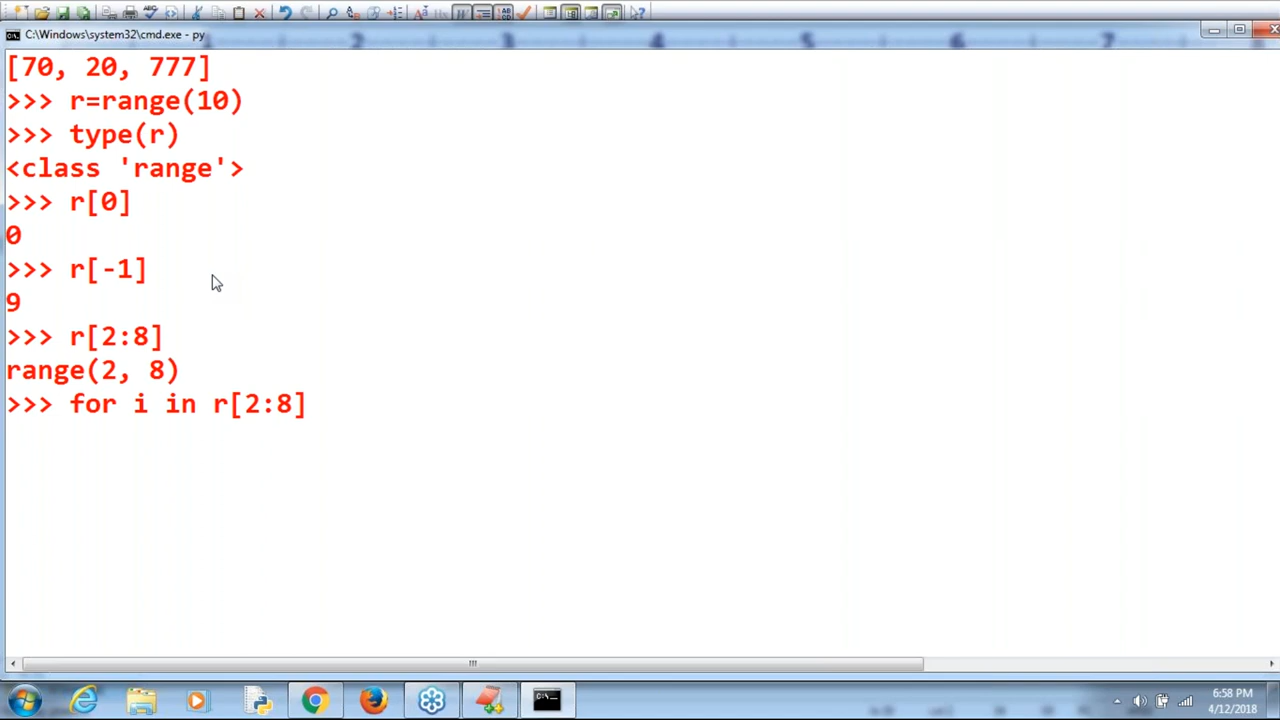 C:\Windows\system32\cmd.exe - py
[70, 20, 777]
>>> r=range(10)
>>> type(r)
<class 'range'>
>>> r[0]
0
>>> r[-1]
9
>>> r[2:8]
range(2, 8)
>>> for i in r[2:8]
6:58 PM
4/12/2018